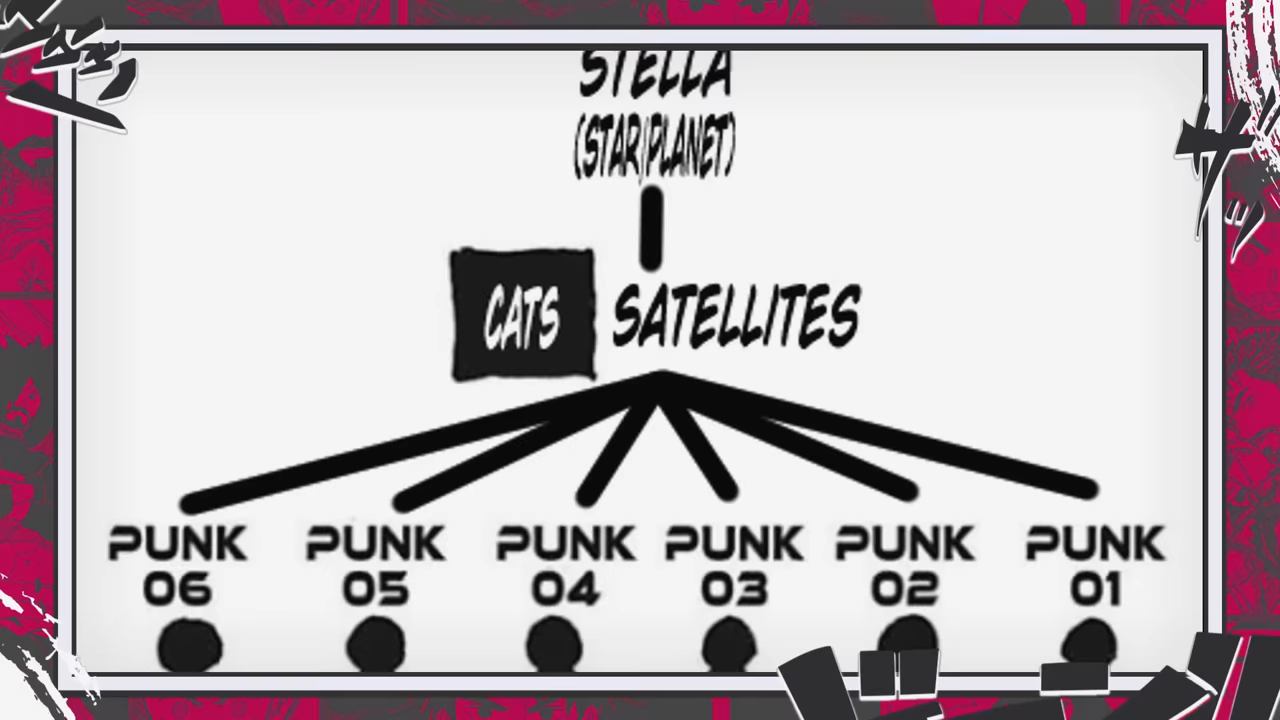 STELLA
(STAR/PLANET)
CATS SATELLITES
PUNK PUNK PUNK PUNK PUNK PUNK
06 05 04 03 02 01